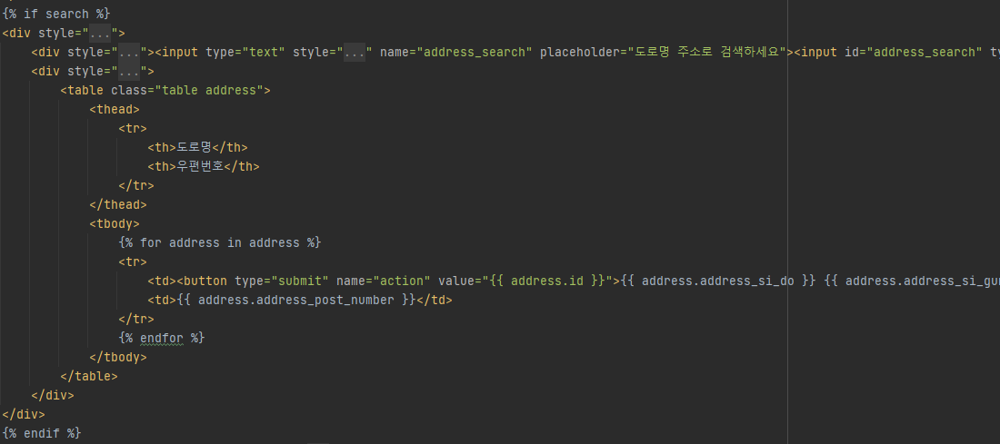 {% if search %}
<div style="...">
<div style="..."><input type="text" style="..." name="address_search" placeholder="도로명 주소로 검색하세요"><input id="address_search" ty
<div style="...">
<table class="table address">
<thead>
<tr>
<th>도로명</th>
<th>우편번호</th>
</tr>
</thead>
<tbody>
{% for address in address %}
<tr>
<td><button type="submit" name="action" value="{{ address.id }}">{{ address.address_si_do }} {{ address.address_si_gun
<td>{{ address.address_post_number }}</td>
</tr>
{% endfor %}
</tbody>
</table>
</div>
</div>
{% endif %}